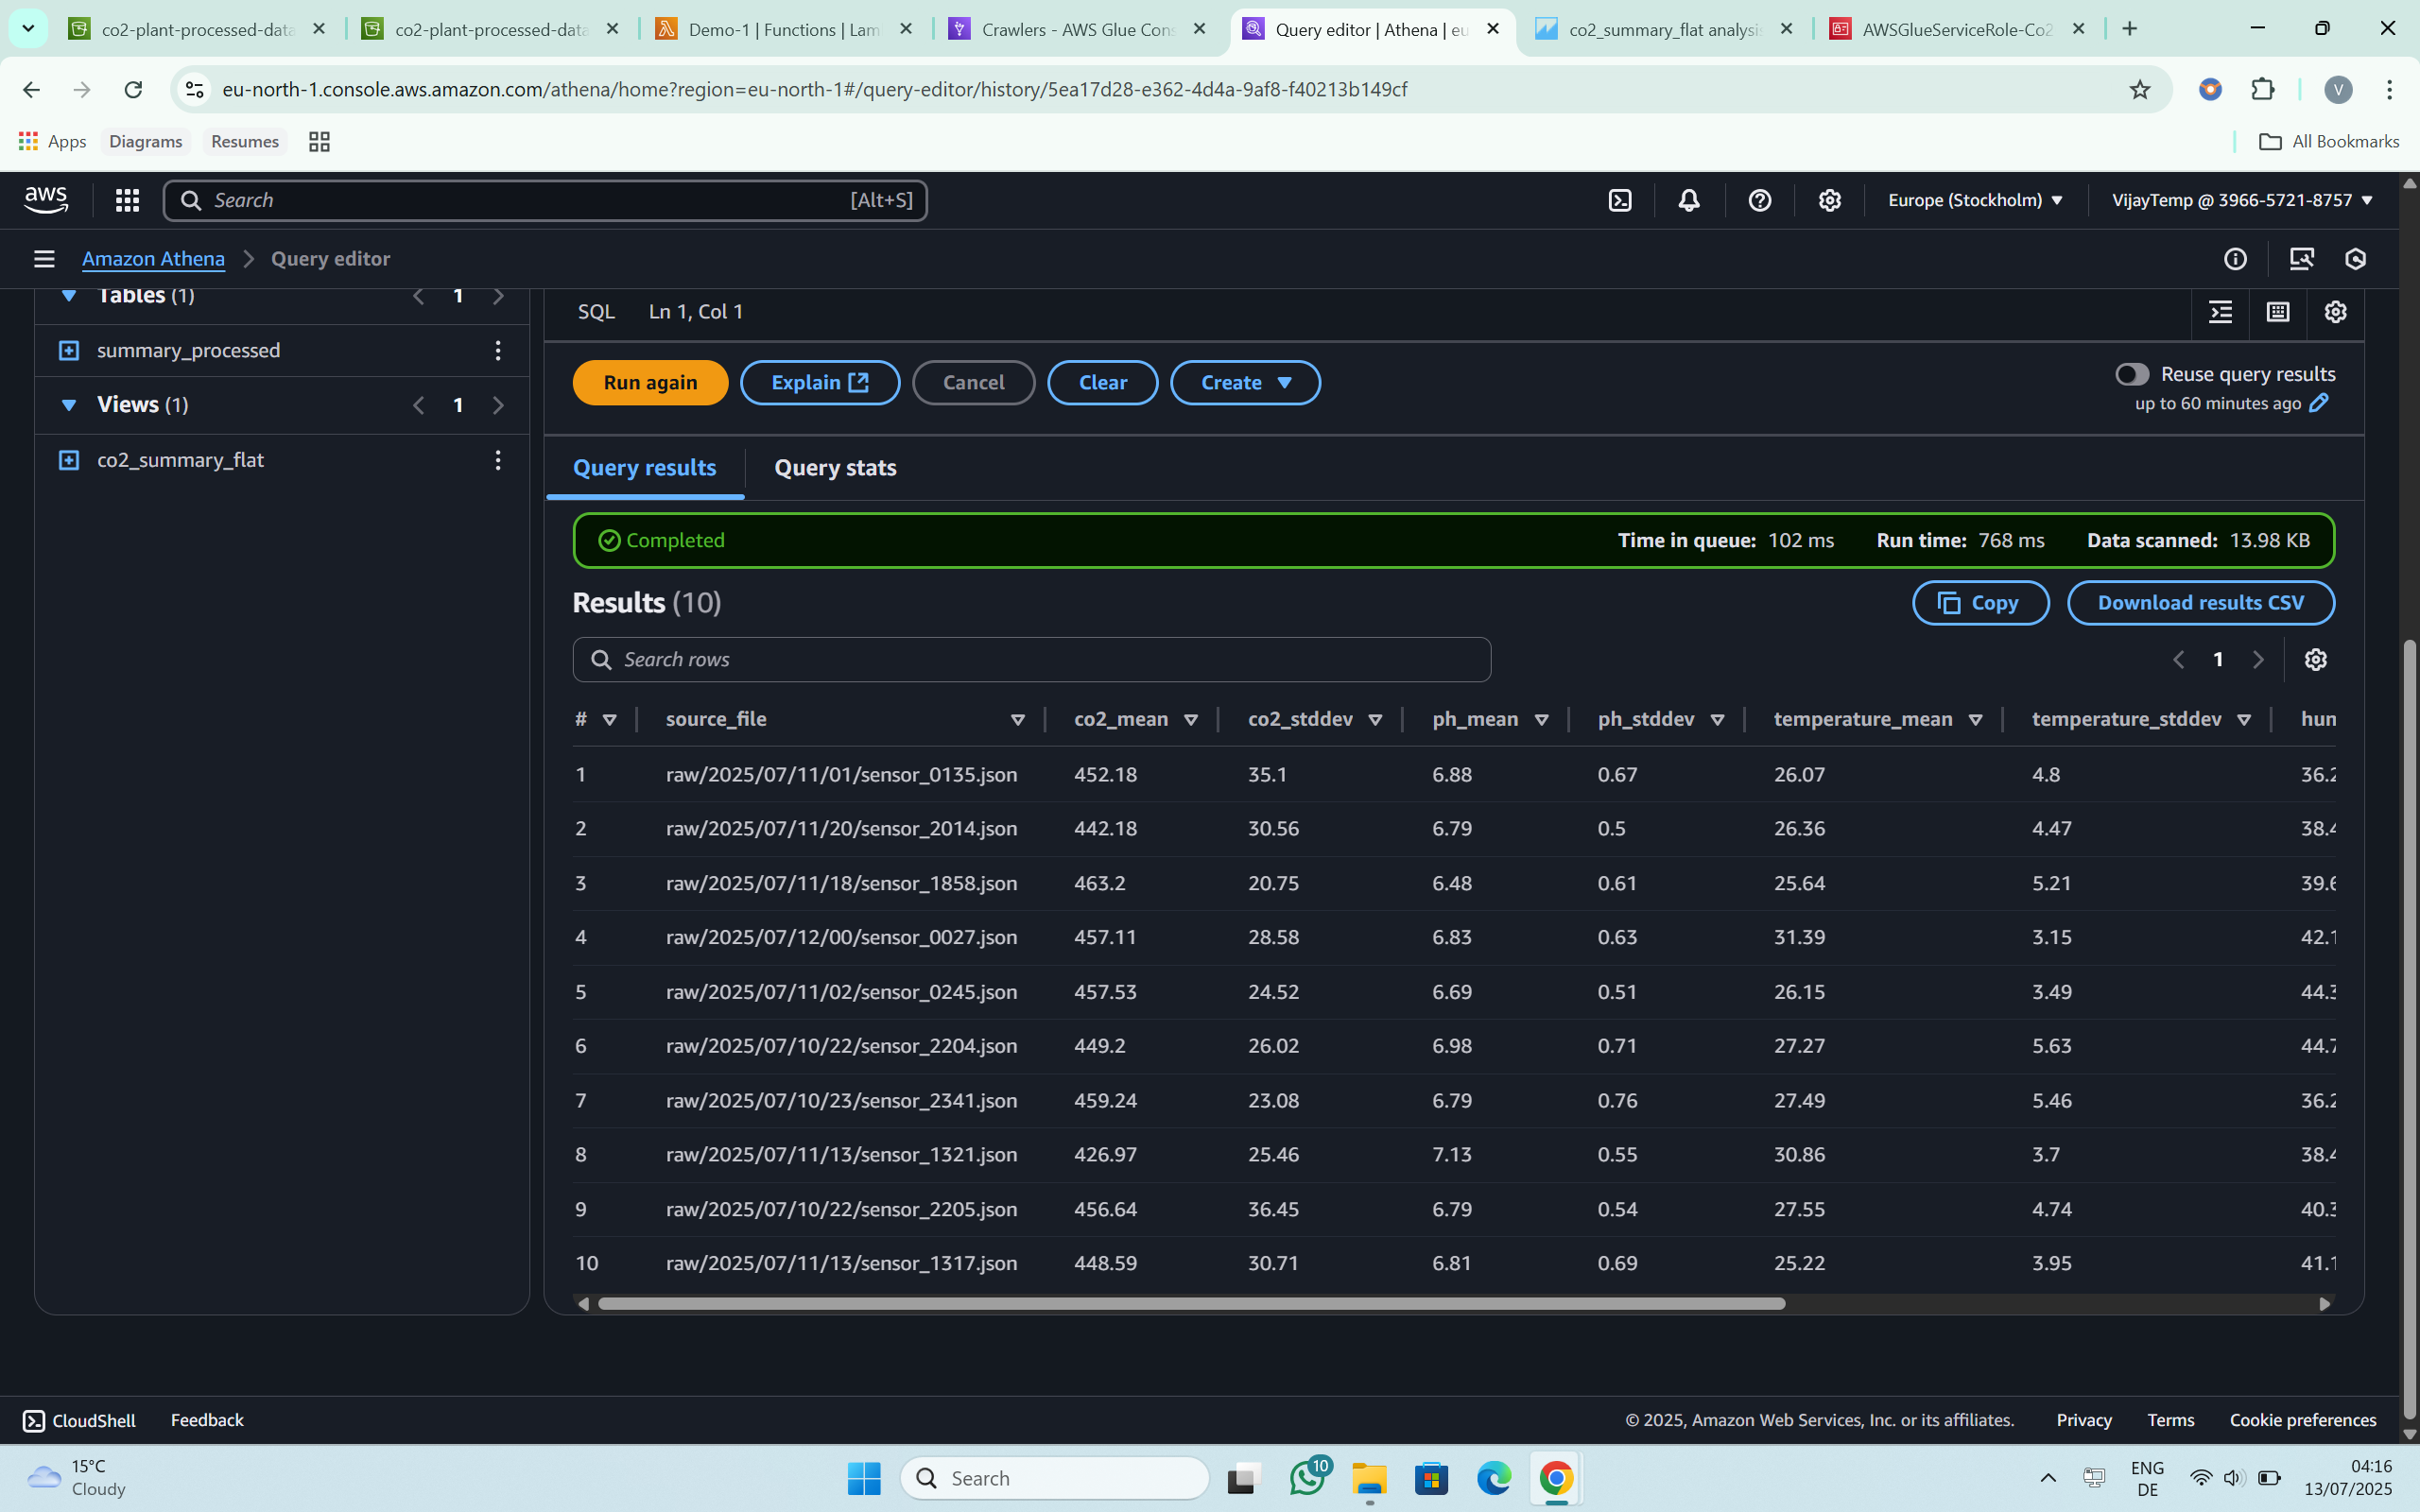 co2-plant-processed-data
co2-plant-processed-data
Demo-1 | Functions | Lam
Crawlers - AWS Glue Cons
Query editor | Athena | eu
co2_summary_flat analysis
AWSGlueServiceRole-Co2
eu-north-1.console.aws.amazon.com/athena/home?region=eu-north-1#/query-editor/history/5ea17d28-e362-4d4a-9af8-f40213b149cf
V
Apps
Diagrams
Resumes
All Bookmarks
aws
Search
[Alt+S]
Europe (Stockholm)
VijayTemp @ 3966-5721-8757
Amazon Athena
Query editor
Tables (1)
1
SQL
Ln 1, Col 1
summary_processed
Views (1)
1
co2_summary_flat
Run again
Explain
Cancel
Clear
Create
Reuse query results
up to 60 minutes ago
Query results
Query stats
Completed
Time in queue: 102 ms
Run time: 768 ms
Data scanned: 13.98 KB
Results (10)
Copy
Download results CSV
Search rows
1
# source_file co2_mean co2_stddev ph_mean ph_stddev temperature_mean temperature_stddev hun
1 raw/2025/07/11/01/sensor_0135.json 452.18 35.1 6.88 0.67 26.07 4.8 36.2
2 raw/2025/07/11/20/sensor_2014.json 442.18 30.56 6.79 0.5 26.36 4.47 38.4
3 raw/2025/07/11/18/sensor_1858.json 463.2 20.75 6.48 0.61 25.64 5.21 39.6
4 raw/2025/07/12/00/sensor_0027.json 457.11 28.58 6.83 0.63 31.39 3.15 42.1
5 raw/2025/07/11/02/sensor_0245.json 457.53 24.52 6.69 0.51 26.15 3.49 44.3
6 raw/2025/07/10/22/sensor_2204.json 449.2 26.02 6.98 0.71 27.27 5.63 44.7
7 raw/2025/07/10/23/sensor_2341.json 459.24 23.08 6.79 0.76 27.49 5.46 36.2
8 raw/2025/07/11/13/sensor_1321.json 426.97 25.46 7.13 0.55 30.86 3.7 38.4
9 raw/2025/07/10/22/sensor_2205.json 456.64 36.45 6.79 0.54 27.55 4.74 40.3
10 raw/2025/07/11/13/sensor_1317.json 448.59 30.71 6.81 0.69 25.22 3.95 41.1
CloudShell
Feedback
© 2025, Amazon Web Services, Inc. or its affiliates.
Privacy
Terms
Cookie preferences
15°C
Cloudy
Search
10
ENG
DE
04:16
13/07/2025